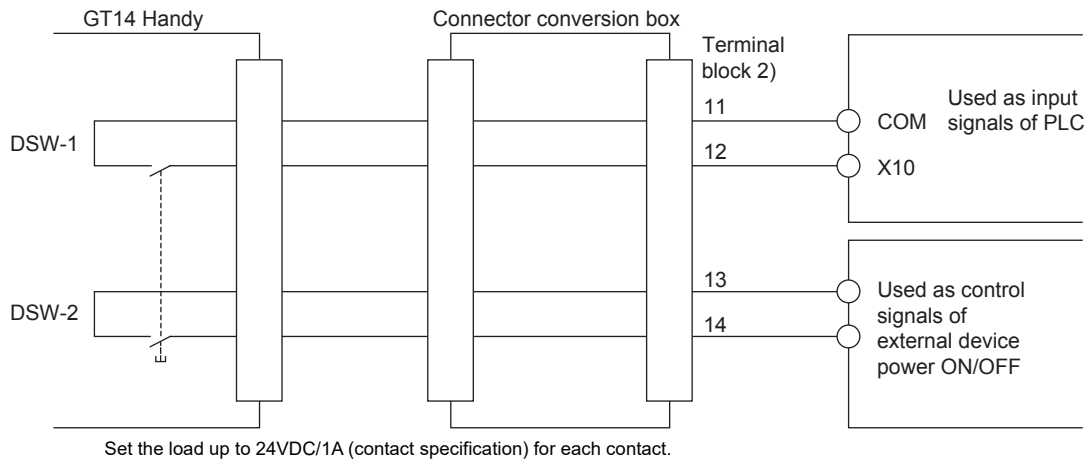 GT14 Handy
Connector conversion box
Terminal
block 2)
DSW-1
11
12
COM
X10
Used as input
signals of PLC
DSW-2
13
14
Used as control
signals of
external device
power ON/OFF
Set the load up to 24VDC/1A (contact specification) for each contact.